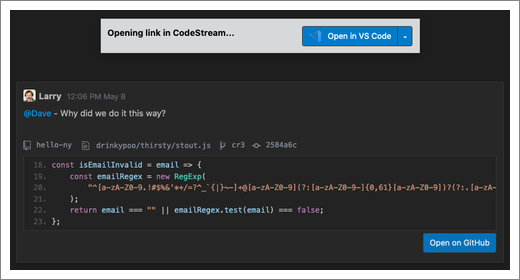 Opening link in CodeStream...
Open in VS Code
Larry 12:06 PM May 8
@Dave - Why did we do it this way?
hello-ny drinkypoo/thirsty/stout.js cr3 2584a6c
18. const isEmailInvalid = email => {
19. const emailRegex = new RegExp(
20. "^[a-zA-Z0-9.!#$%&'*+/=?^_`{|}~-]+@[a-zA-Z0-9](?:[a-zA-Z0-9-]{0,61}[a-zA-Z0-9])?(?:.[a-zA-
21. );
22. return email === "" || emailRegex.test(email) === false;
23. };
Open on GitHub